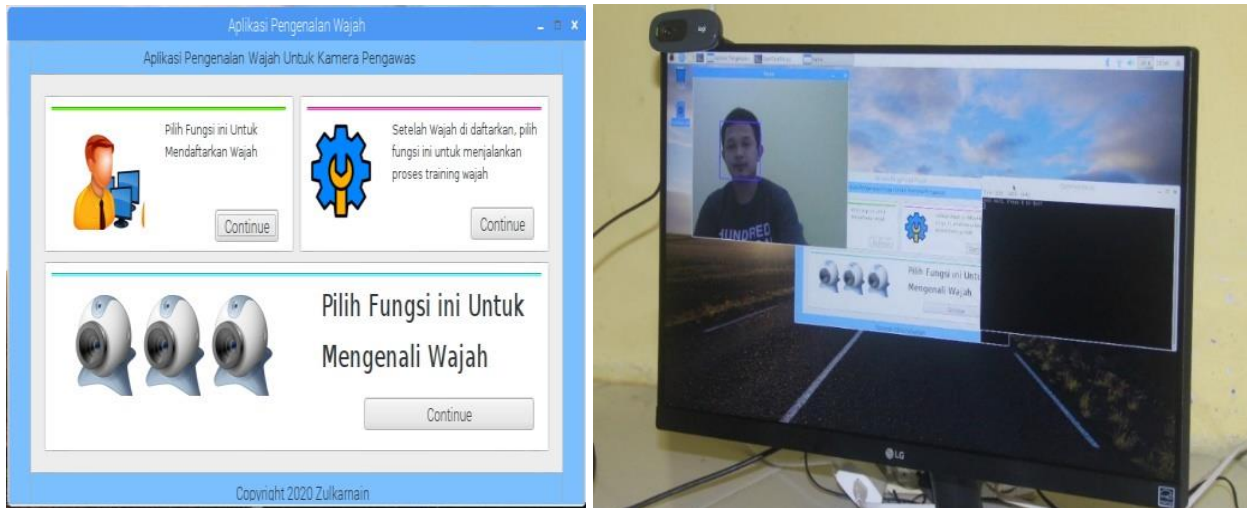 Aplikasi Pengenalan Wajah
Aplikasi Pengenalan Wajah Untuk Kamera Pengawas
Pilih Fungsi ini Untuk
Mendaftarkan Wajah
Continue
Setelah Wajah di daftarkan, pilih
fungsi ini untuk menjalankan
proses training wajah
Continue
Pilih Fungsi ini Untuk
Mengenali Wajah
Continue
Copyright 2020 Zulkarnain
logi
HUNDRED
Pilih Fungsi ini Untu
Mengenali Wajah
LG